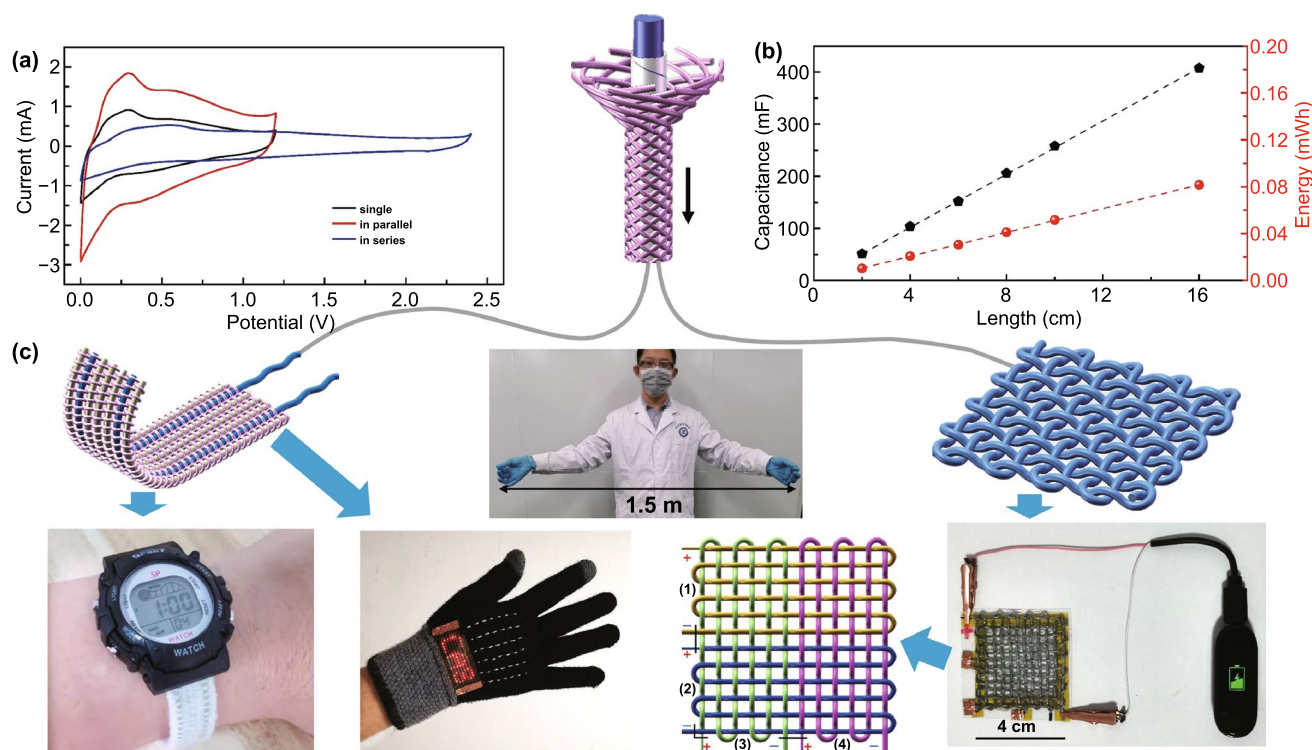 (a)
2
1
0
−1
−2
−3
Current (mA)
single
in parallel
in series
0.0 0.5 1.0 1.5 2.0 2.5
Potential (V)
(b)
400
300
200
100
0
Capacitance (mF)
0.20
0.16
0.12
0.08
0.04
0.00
Energy (mWh)
0 4 8 12 16
Length (cm)
(c)
1.5 m
SP
1:00
04
WATCH
WATCH
+
(1)
−
+
(2)
−
+ (3) − + (4) −
+
4 cm